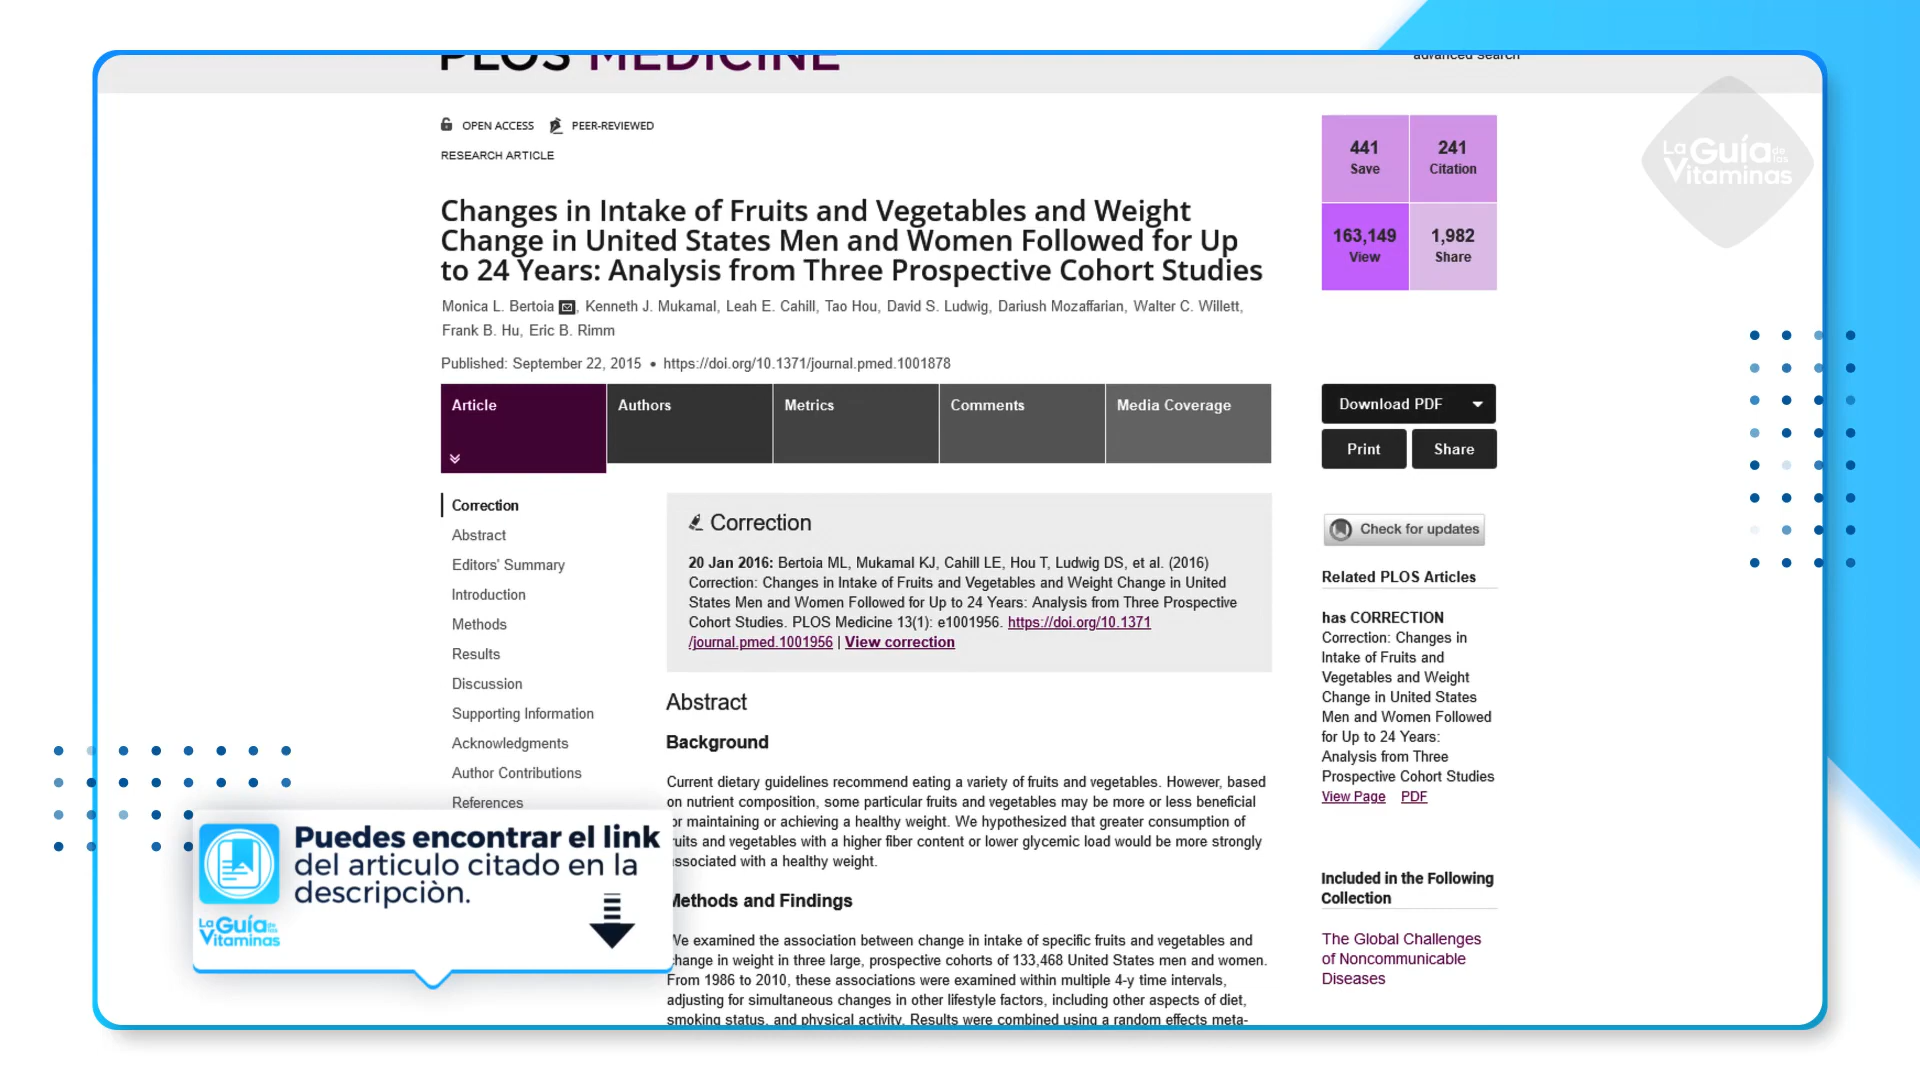 PLOS MEDICINE
advanced search
OPEN ACCESS PEER-REVIEWED
RESEARCH ARTICLE
Changes in Intake of Fruits and Vegetables and Weight
Change in United States Men and Women Followed for Up
to 24 Years: Analysis from Three Prospective Cohort Studies
Monica L. Bertoia , Kenneth J. Mukamal, Leah E. Cahill, Tao Hou, David S. Ludwig, Dariush Mozaffarian, Walter C. Willett,
Frank B. Hu, Eric B. Rimm
Published: September 22, 2015 • https://doi.org/10.1371/journal.pmed.1001878
441
Save
241
Citation
163,149
View
1,982
Share
La Guía de las
Vitaminas
Article
Authors
Metrics
Comments
Media Coverage
Download PDF
Print
Share
Correction
Abstract
Editors' Summary
Introduction
Methods
Results
Discussion
Supporting Information
Acknowledgments
Author Contributions
References
Correction
20 Jan 2016: Bertoia ML, Mukamal KJ, Cahill LE, Hou T, Ludwig DS, et al. (2016)
Correction: Changes in Intake of Fruits and Vegetables and Weight Change in United
States Men and Women Followed for Up to 24 Years: Analysis from Three Prospective
Cohort Studies. PLOS Medicine 13(1): e1001956. https://doi.org/10.1371
/journal.pmed.1001956 | View correction
Abstract
Background
Current dietary guidelines recommend eating a variety of fruits and vegetables. However, based
on nutrient composition, some particular fruits and vegetables may be more or less beneficial
or maintaining or achieving a healthy weight. We hypothesized that greater consumption of
ruits and vegetables with a higher fiber content or lower glycemic load would be more strongly
associated with a healthy weight.
Methods and Findings
We examined the association between change in intake of specific fruits and vegetables and
change in weight in three large, prospective cohorts of 133,468 United States men and women.
From 1986 to 2010, these associations were examined within multiple 4-y time intervals,
adjusting for simultaneous changes in other lifestyle factors, including other aspects of diet,
smoking status, and physical activity. Results were combined using a random effects meta-
Check for updates
Related PLOS Articles
has CORRECTION
Correction: Changes in
Intake of Fruits and
Vegetables and Weight
Change in United States
Men and Women Followed
for Up to 24 Years:
Analysis from Three
Prospective Cohort Studies
View Page PDF
Included in the Following
Collection
The Global Challenges
of Noncommunicable
Diseases
Puedes encontrar el link
del articulo citado en la
descripciòn.
La Guía de las
Vitaminas